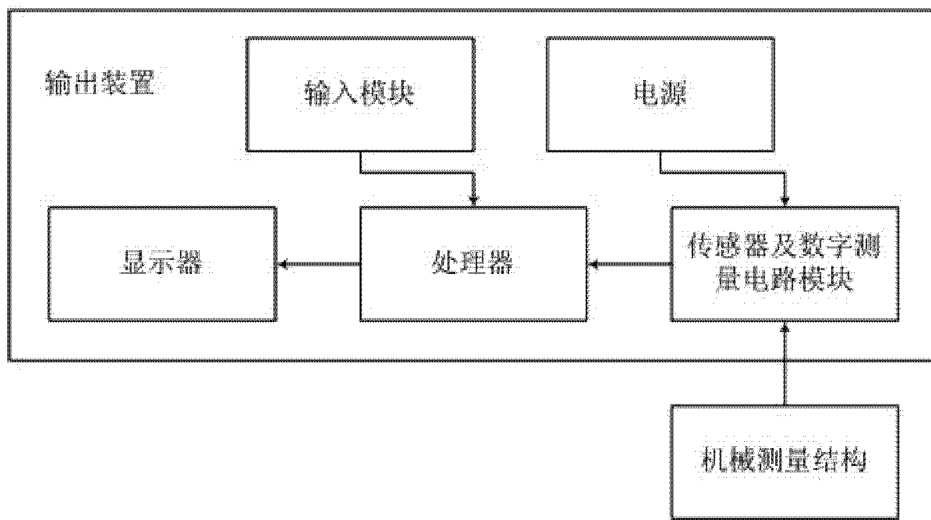 输出装置
输入模块
电源
显示器
处理器
传感器及数字测
量电路模块
机械测量结构